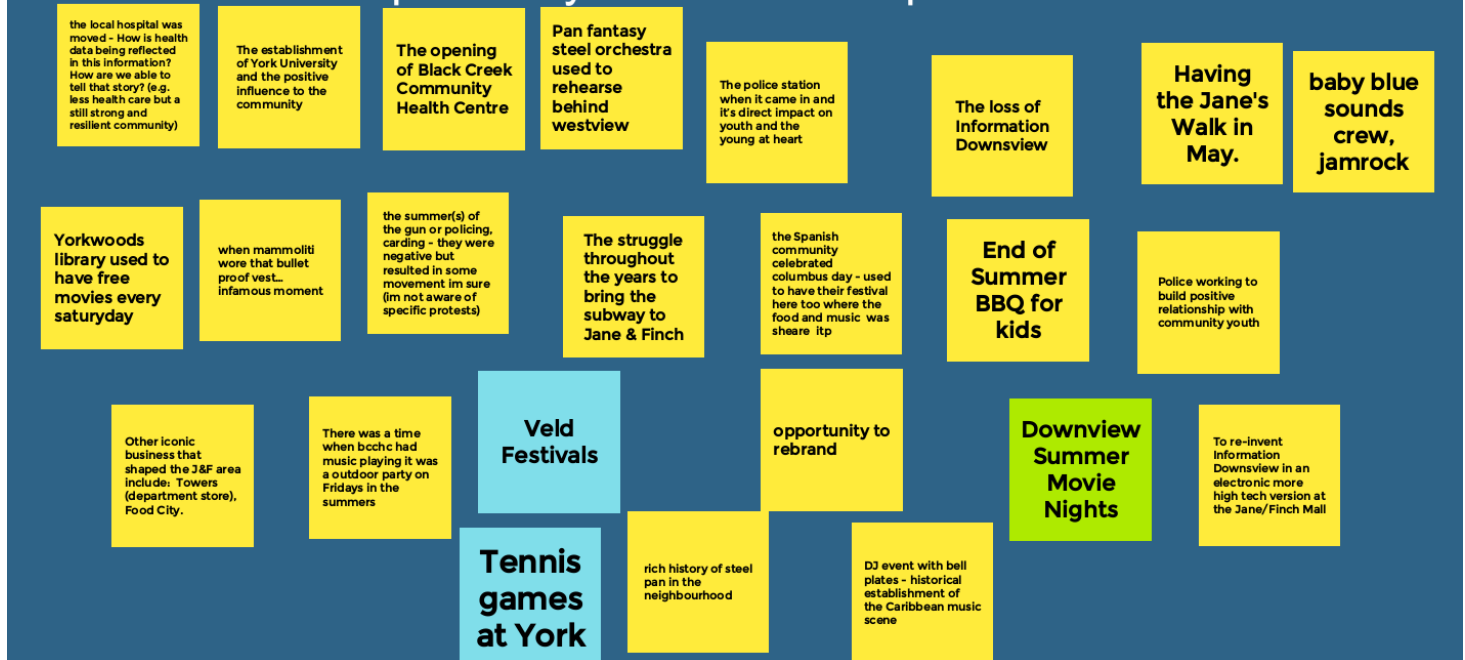 the local hospital was
moved - How is health
data being reflected
in this information?
How are we able to
tell that story? (e.g.
less health care but a
still strong and
resilient community)
The establishment
of York University
and the positive
influence to the
community
The opening
of Black Creek
Community
Health Centre
Pan fantasy
steel orchestra
used to
rehearse
behind
westview
The police station
when it came in and
it's direct impact on
youth and the
young at heart
The loss of
Information
Downsview
Having
the Jane's
Walk in
May.
baby blue
sounds
crew,
jamrock
Yorkwoods
library used to
have free
movies every
saturyday
when mammoliti
wore that bullet
proof vest...
infamous moment
the summer(s) of
the gun or policing,
carding - they were
negative but
resulted in some
movement im sure
(im not aware of
specific protests)
The struggle
throughout
the years to
bring the
subway to
Jane & Finch
the Spanish
community
celebrated
columbus day - used
to have their festival
here too where the
food and music was
sheare itp
End of
Summer
BBQ for
kids
Police working to
build positive
relationship with
community youth
Other iconic
business that
shaped the J&F area
include: Towers
(department store),
Food City.
There was a time
when bcchc had
music playing it was
a outdoor party on
Fridays in the
summers
Veld
Festivals
opportunity to
rebrand
Downview
Summer
Movie
Nights
To re-invent
Information
Downsview in an
electronic more
high tech version at
the Jane/Finch Mall
Tennis
games
at York
rich history of steel
pan in the
neighbourhood
DJ event with bell
plates - historical
establishment of
the Caribbean music
scene